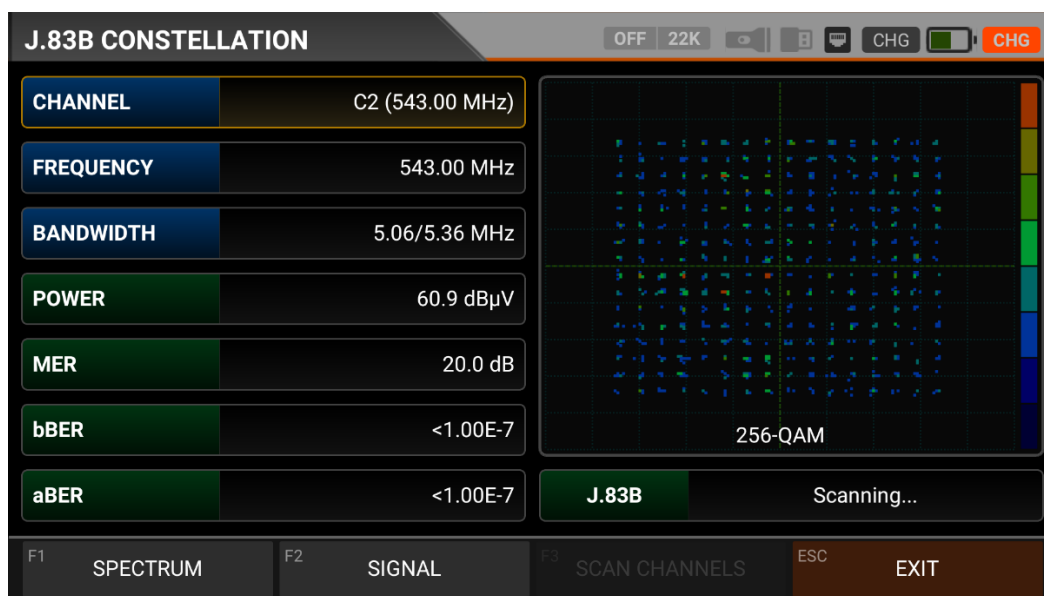 J.83B CONSTELLATION
OFF 22K CHG CHG
CHANNEL C2 (543.00 MHz)
FREQUENCY 543.00 MHz
BANDWIDTH 5.06/5.36 MHz
POWER 60.9 dBµV
MER 20.0 dB
bBER <1.00E-7
aBER <1.00E-7
256-QAM
J.83B Scanning...
F1 SPECTRUM F2 SIGNAL F3 SCAN CHANNELS ESC EXIT